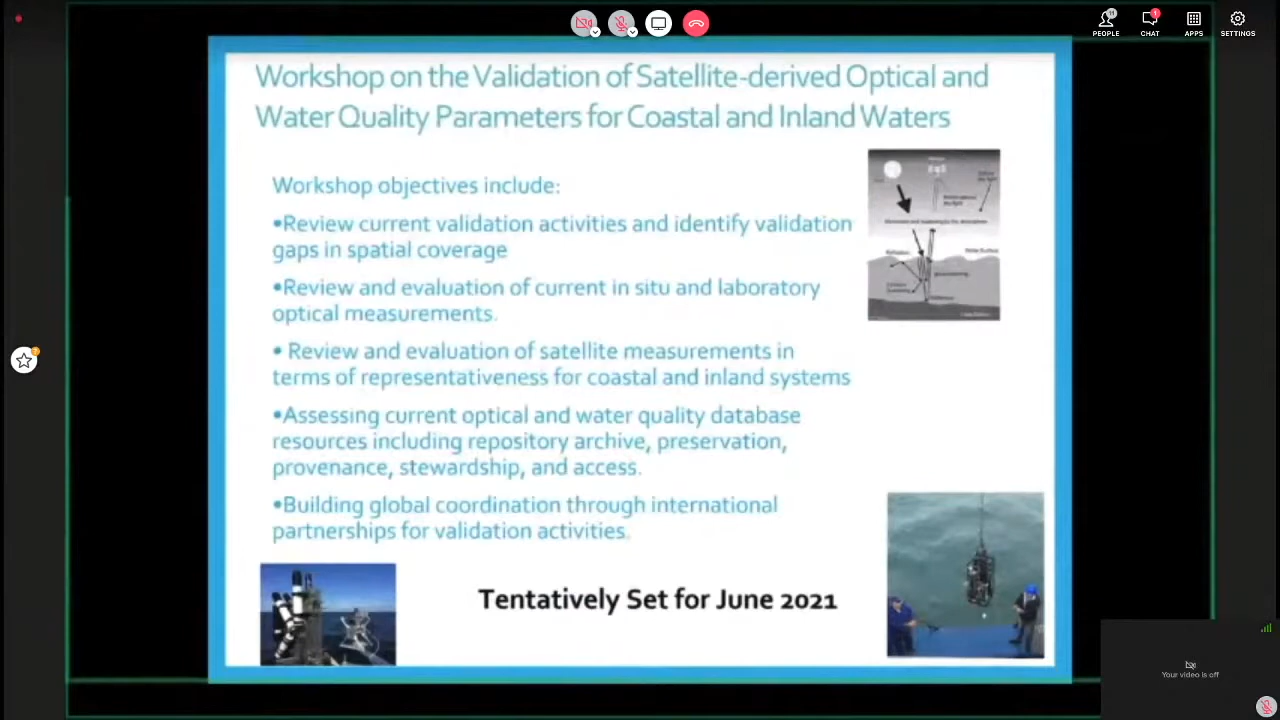 PEOPLE
11
CHAT
1
APPS
SETTINGS
Workshop on the Validation of Satellite-derived Optical and
Water Quality Parameters for Coastal and Inland Waters
Workshop objectives include:
•Review current validation activities and identify validation
gaps in spatial coverage
•Review and evaluation of current in situ and laboratory
optical measurements.
• Review and evaluation of satellite measurements in
terms of representativeness for coastal and inland systems
•Assessing current optical and water quality database
resources including repository archive, preservation,
provenance, stewardship, and access.
•Building global coordination through international
partnerships for validation activities.
Tentatively Set for June 2021
Your video is off